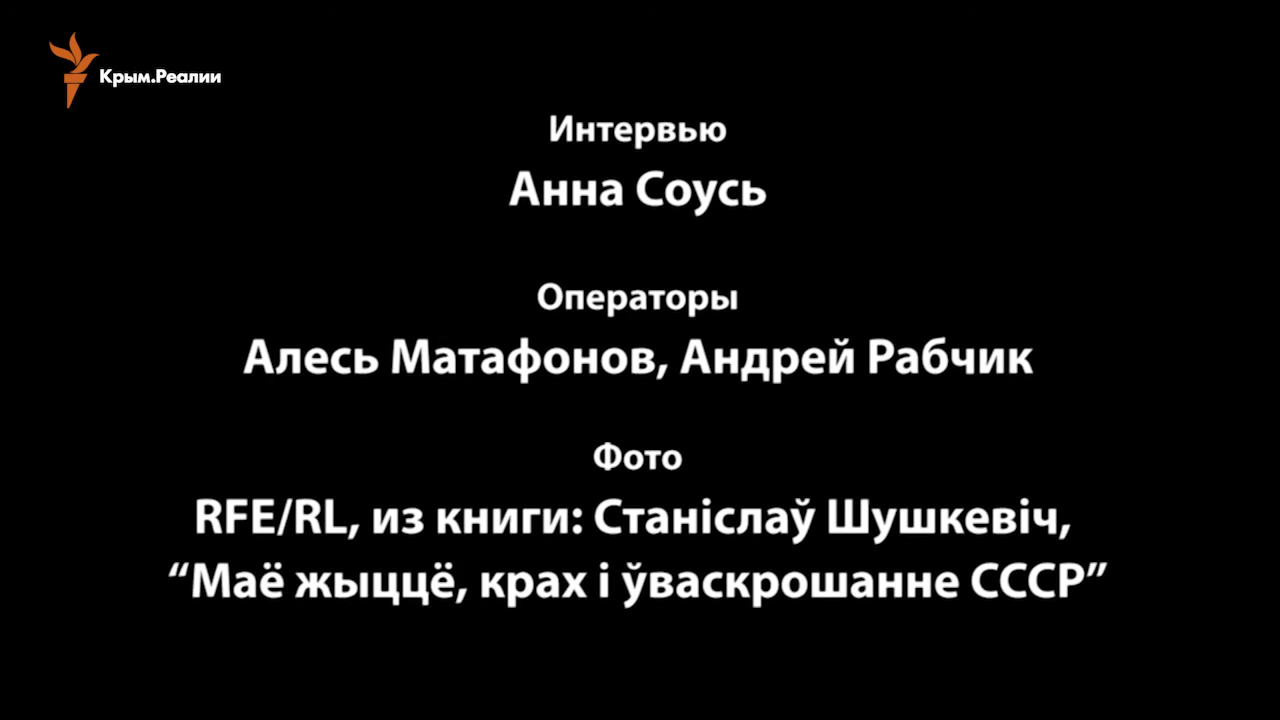 Крым.Реалии
Интервью
Анна Соусь
Операторы
Алесь Матафонов, Андрей Рабчик
Фото
RFE/RL, из книги: Станіслаў Шушкевіч,
“Маё жыццё, крах і ўваскрошанне СССР”